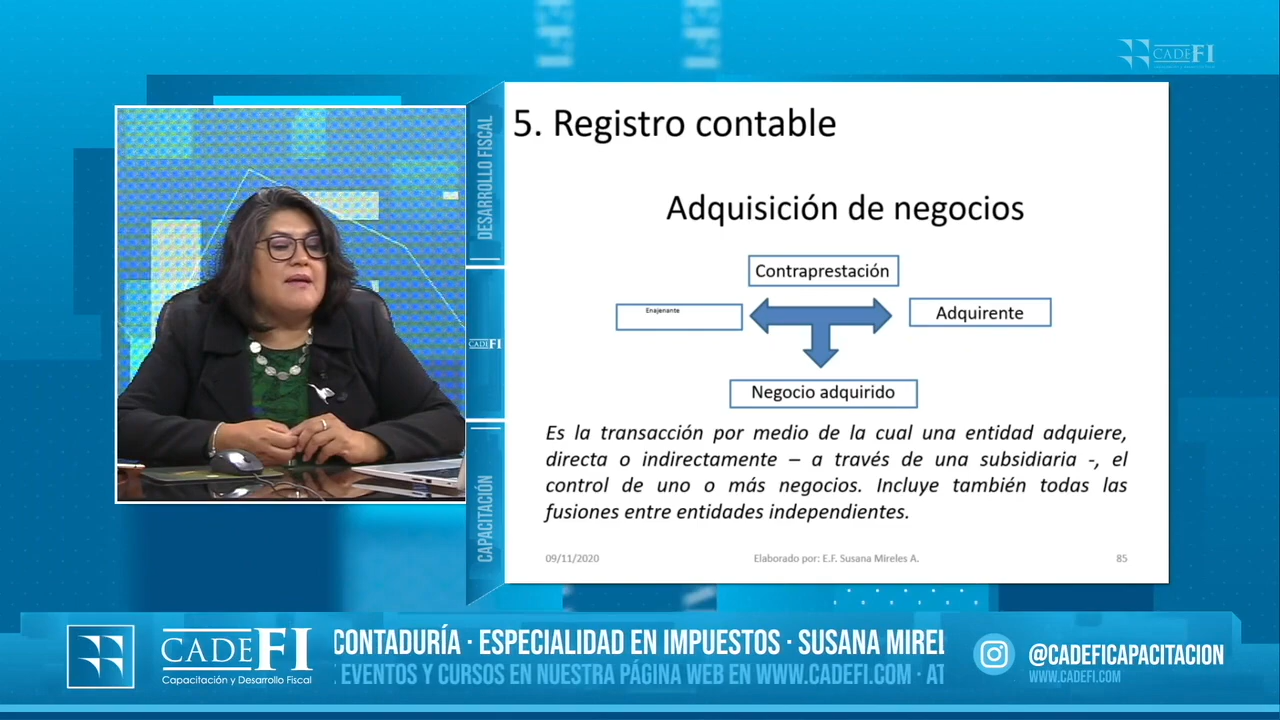 CADEFI
DESARROLLO FISCAL
CADEFI
CAPACITACIÓN
5. Registro contable
Adquisición de negocios
Contraprestación
Enajenante
Adquirente
Negocio adquirido
Es la transacción por medio de la cual una entidad adquiere,
directa o indirectamente – a través de una subsidiaria -, el
control de uno o más negocios. Incluye también todas las
fusiones entre entidades independientes.
09/11/2020
Elaborado por: E.F. Susana Mireles A.
85
CADEFI
Capacitación y Desarrollo Fiscal
CONTADURÍA · ESPECIALIDAD EN IMPUESTOS · SUSANA MIREL
EVENTOS Y CURSOS EN NUESTRA PÁGINA WEB EN WWW.CADEFI.COM · AT
@CADEFICAPACITACION
WWW.CADEFI.COM